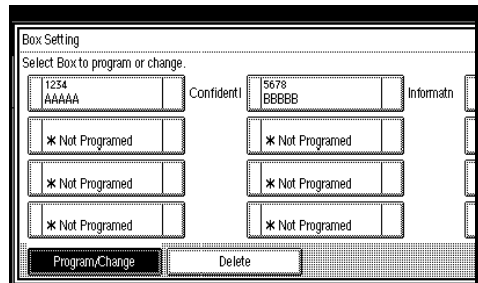 Box Setting
Select Box to program or change.
1234
AAAAA
Confidentl
5678
BBBBB
Informatn
* Not Programed
* Not Programed
* Not Programed
* Not Programed
* Not Programed
* Not Programed
Program/Change
Delete